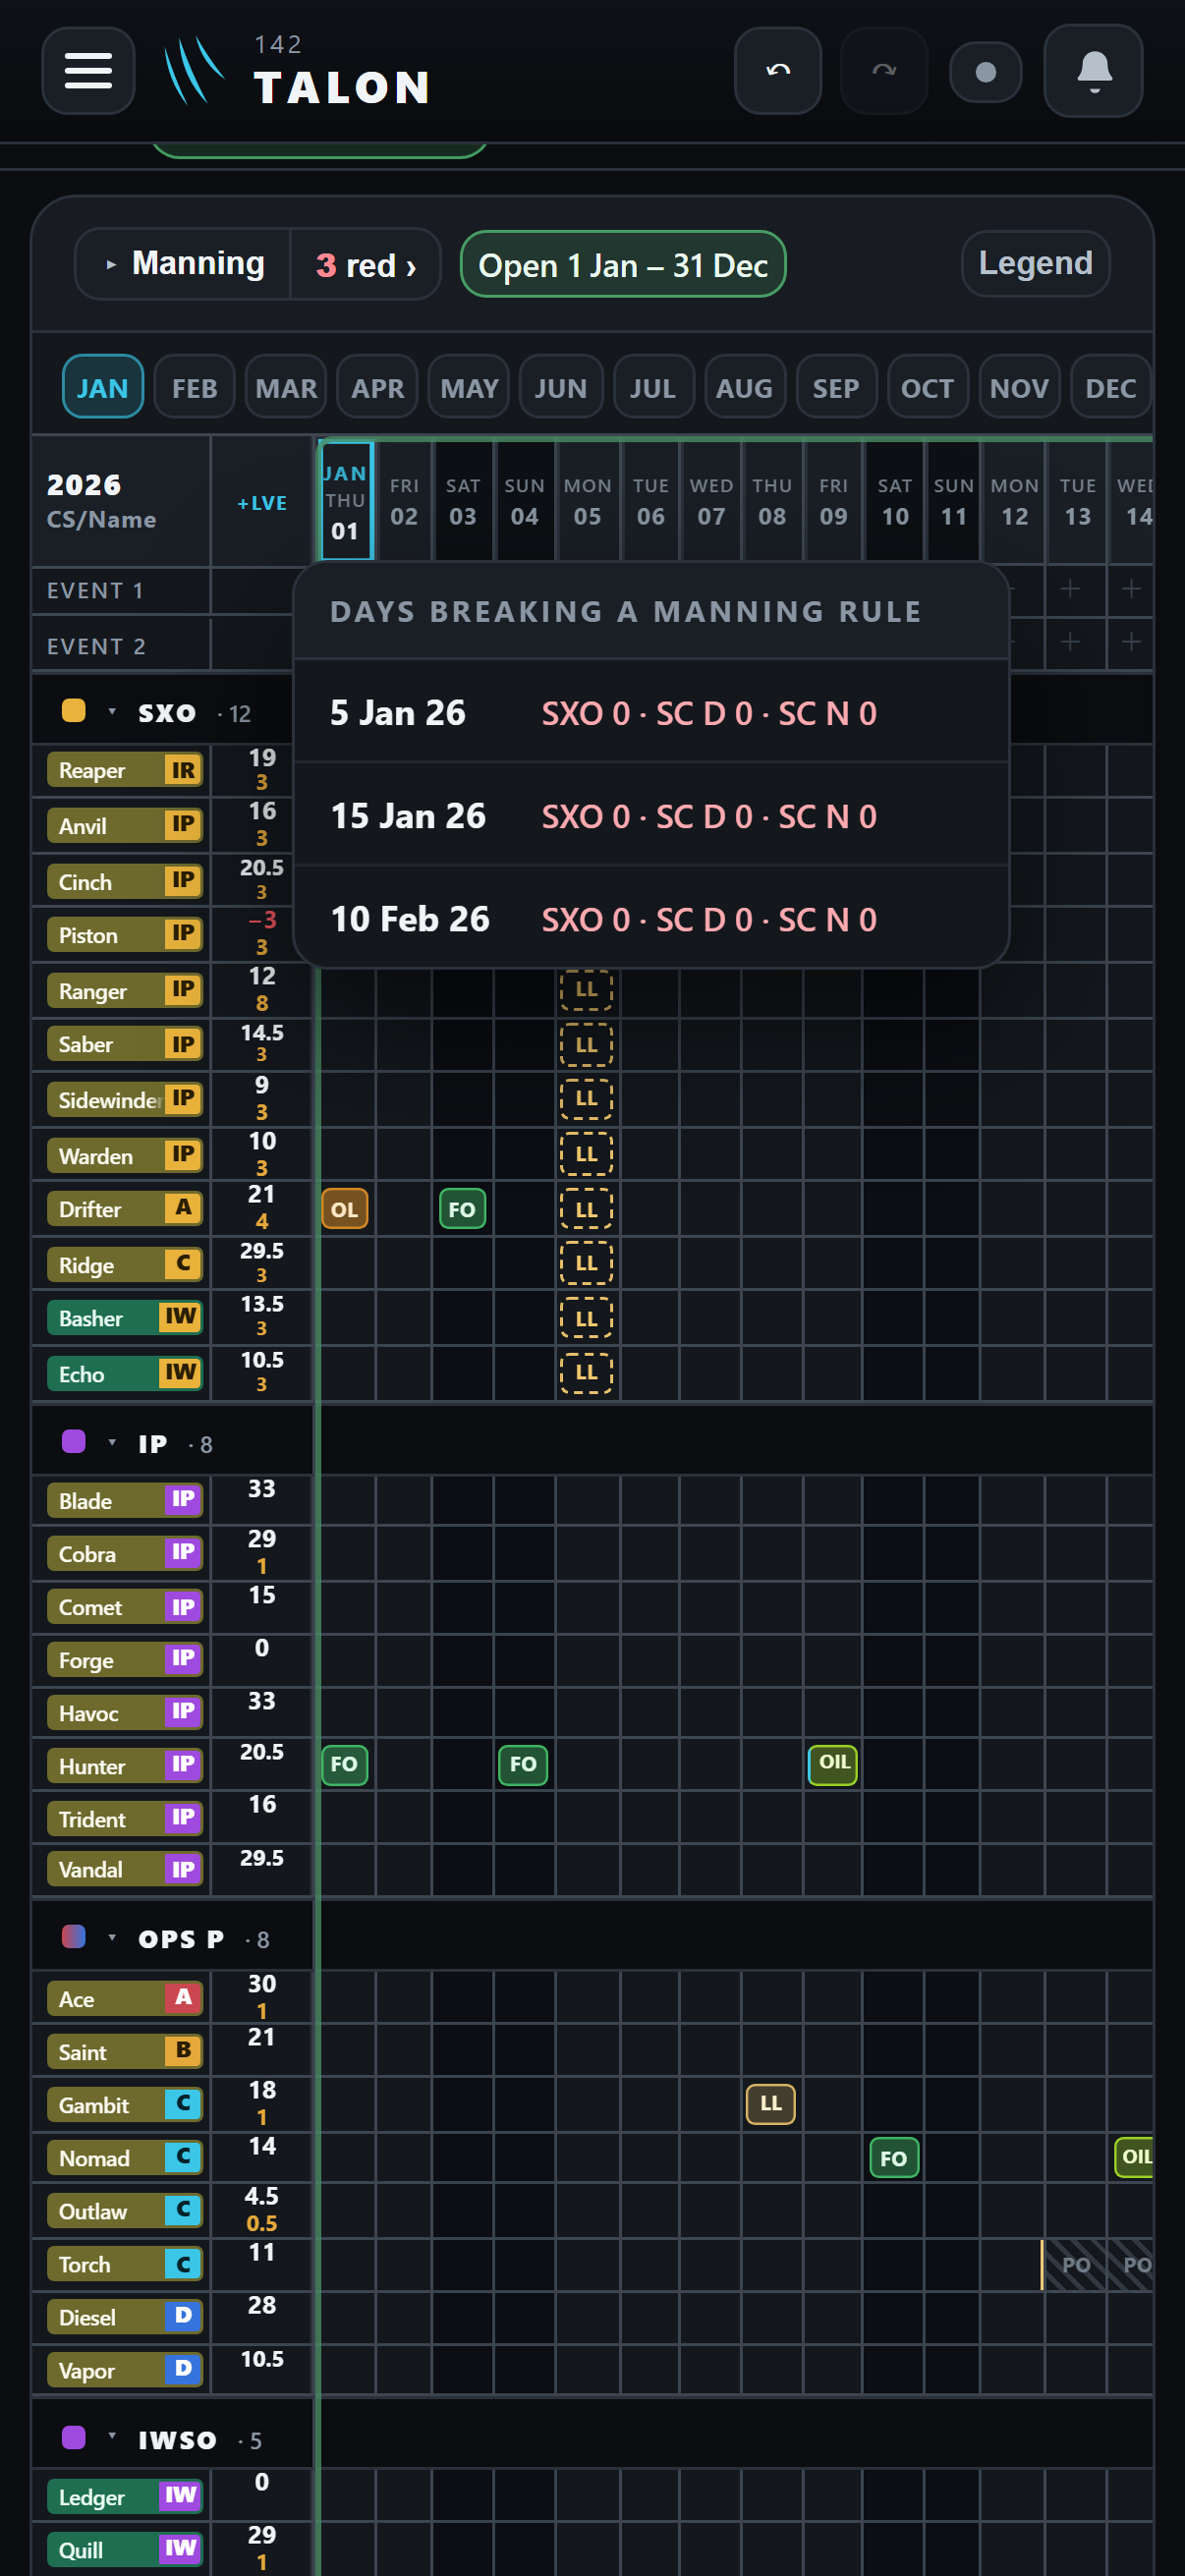 142
TALON
Manning
3 red ›
Open 1 Jan – 31 Dec
Legend
JAN FEB MAR APR MAY JUN JUL AUG SEP OCT NOV DEC
2026
CS/Name
+LVE
JAN
THU FRI SAT SUN MON TUE WED THU FRI SAT SUN MON TUE WED
01 02 03 04 05 06 07 08 09 10 11 12 13 14
EVENT 1 + +
EVENT 2 + +
DAYS BREAKING A MANNING RULE
5 Jan 26 SXO 0 · SC D 0 · SC N 0
15 Jan 26 SXO 0 · SC D 0 · SC N 0
10 Feb 26 SXO 0 · SC D 0 · SC N 0
SXO · 12
Reaper IR 19
3
Anvil IP 16
3
Cinch IP 20.5
3
Piston IP −3
3
Ranger IP 12 LL
8
Saber IP 14.5 LL
3
Sidewinder IP 9 LL
3
Warden IP 10 LL
3
Drifter A 21 OL FO LL
4
Ridge C 29.5 LL
3
Basher IW 13.5 LL
3
Echo IW 10.5 LL
3
IP · 8
Blade IP 33
Cobra IP 29
1
Comet IP 15
Forge IP 0
Havoc IP 33
Hunter IP 20.5 FO FO OIL
Trident IP 16
Vandal IP 29.5
OPS P · 8
Ace A 30
1
Saint B 21
Gambit C 18 LL
1
Nomad C 14 FO OIL
Outlaw C 4.5
0.5
Torch C 11 PO PO
Diesel D 28
Vapor D 10.5
IWSO · 5
Ledger IW 0
Quill IW 29
1